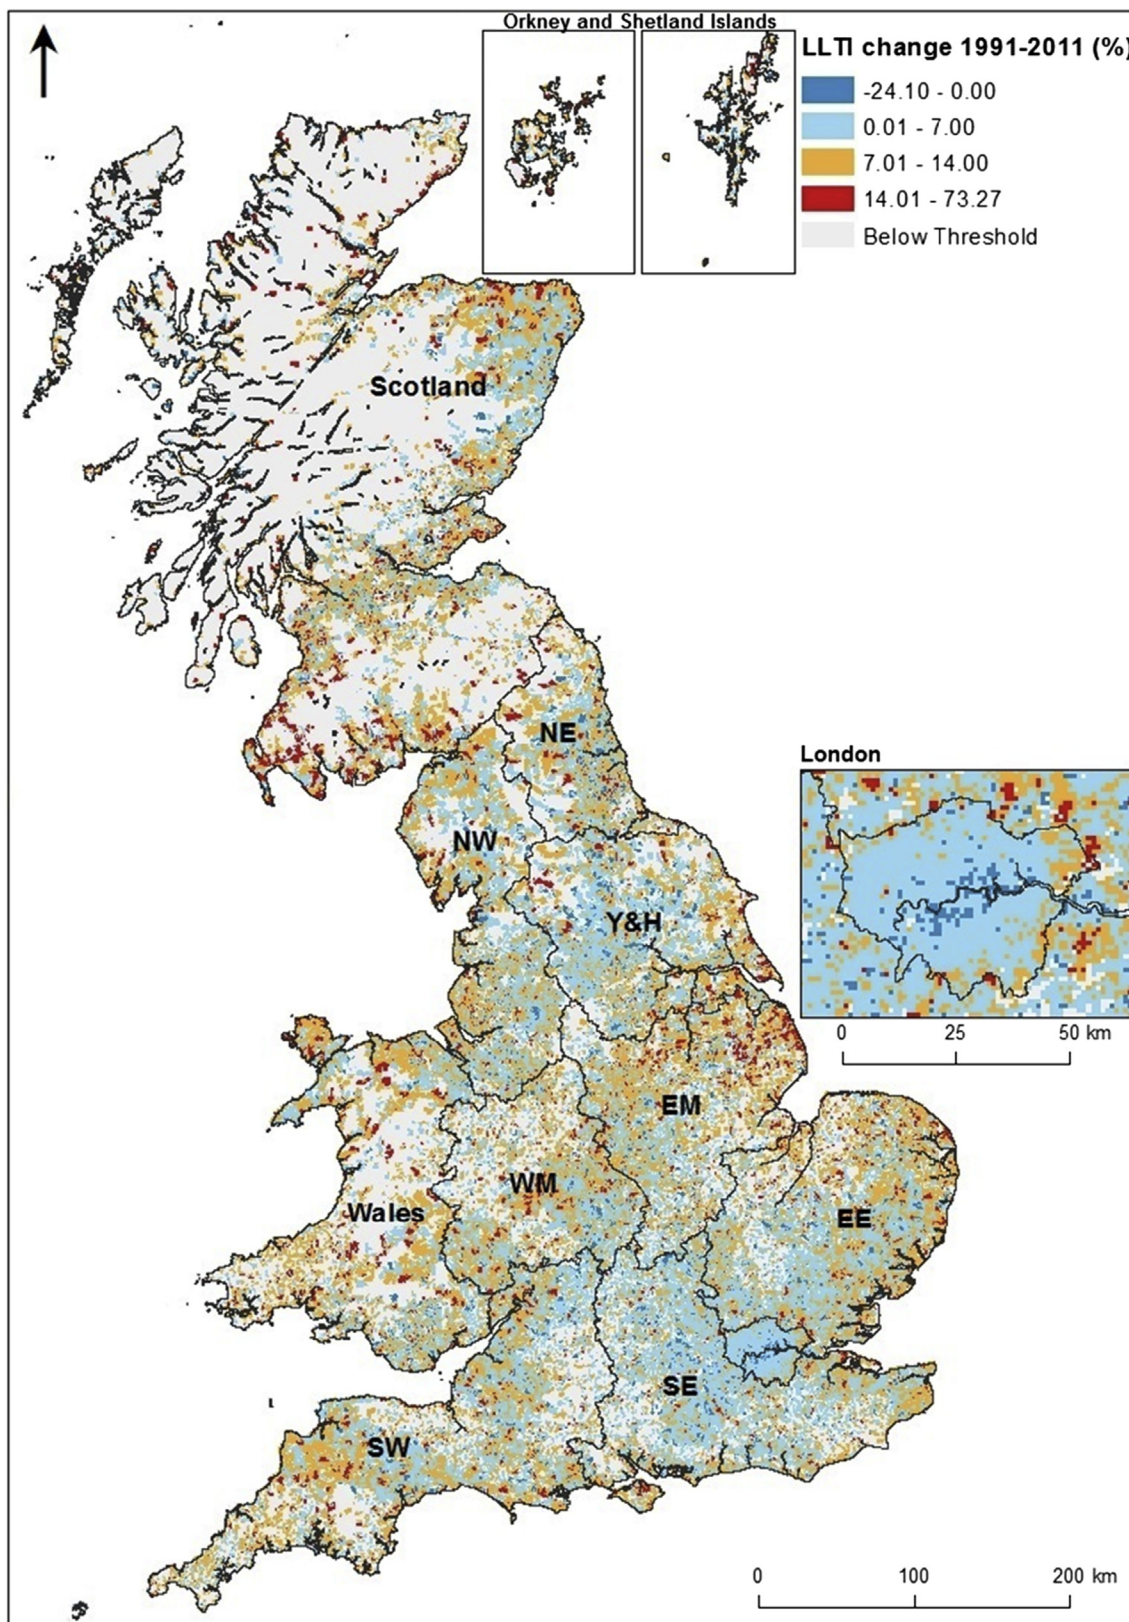 Orkney and Shetland Islands
LLTI change 1991-2011 (%)
-24.10 - 0.00
0.01 - 7.00
7.01 - 14.00
14.01 - 73.27
Below Threshold
Scotland
NE
London
NW
Y&H
0 25 50 km
EM
WM
Wales
EE
SE
SW
0 100 200 km